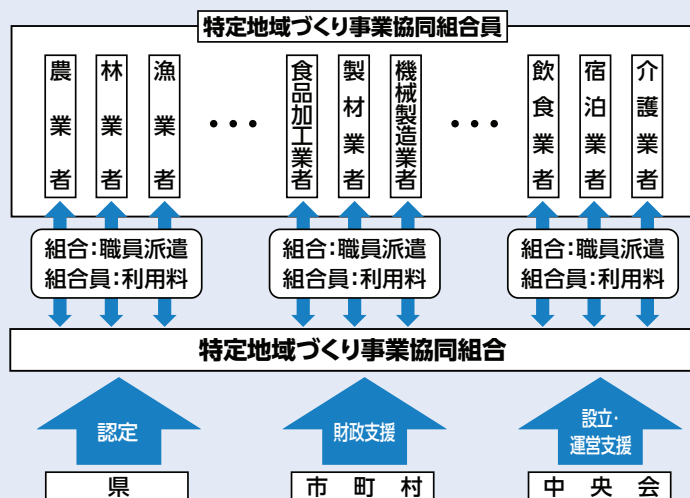 特定地域づくり事業協同組合員
農業者
林業者
漁業者
・・・
食品加工業者
製材業者
機械製造業者
・・・
飲食業者
宿泊業者
介護業者
組合:職員派遣
組合員:利用料
組合:職員派遣
組合員:利用料
組合:職員派遣
組合員:利用料
特定地域づくり事業協同組合
認定
財政支援
設立・
運営支援
県
市町村
中央会